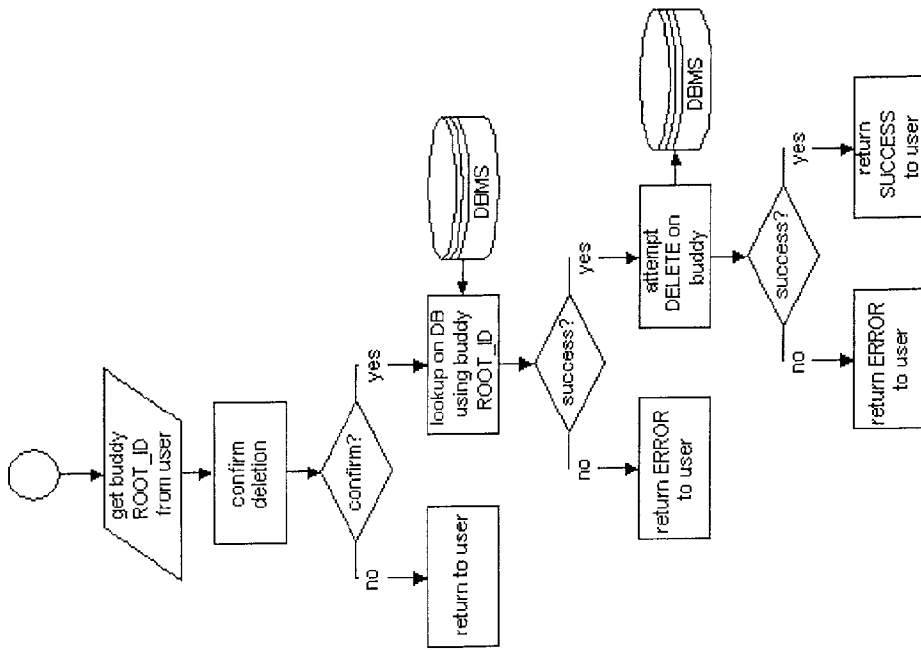 get buddy
ROOT_ID
from user
confirm
deletion
confirm?
no
yes
return to user
lookup on DB
using buddy
ROOT_ID
DBMS
success?
no
yes
return ERROR
to user
attempt
DELETE on
buddy
DBMS
success?
no
yes
return ERROR
to user
return
SUCCESS
to user